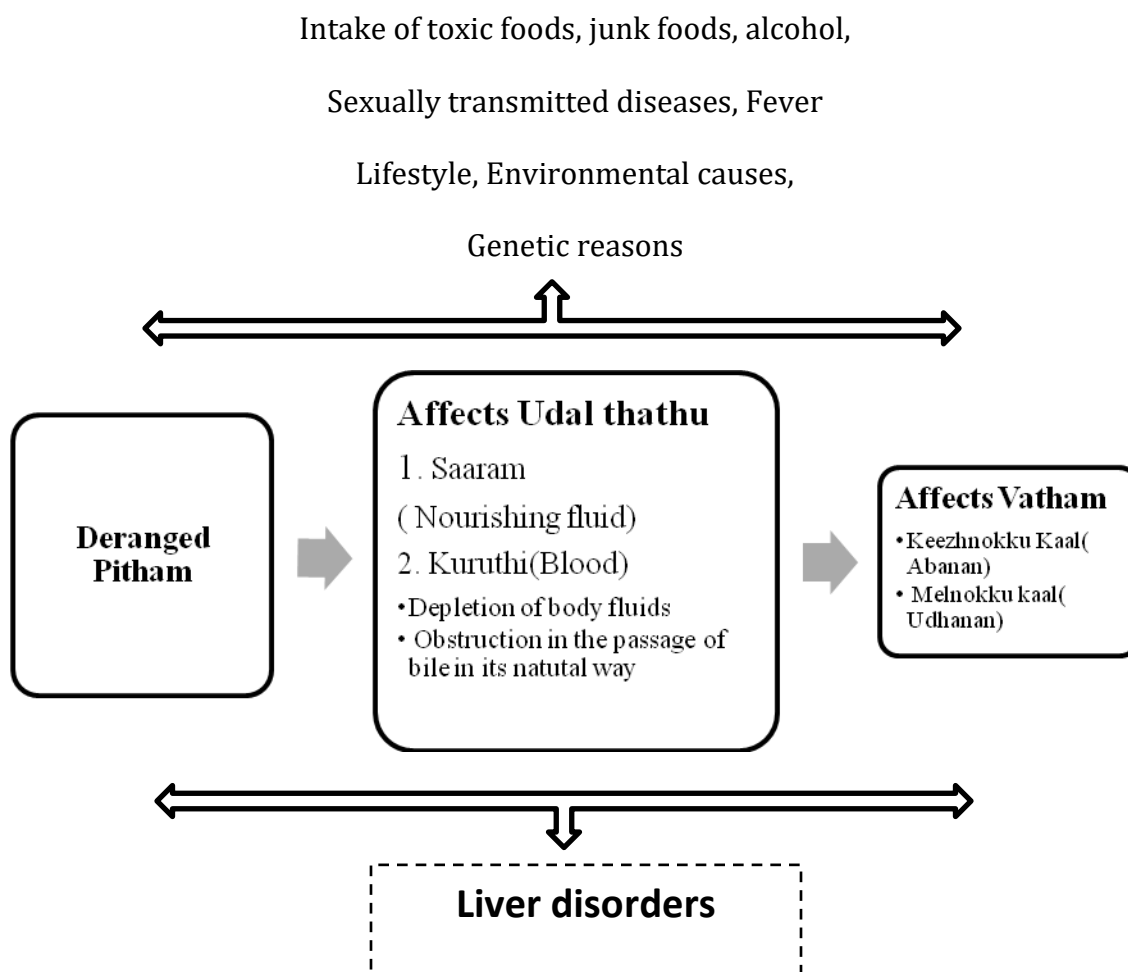 Intake of toxic foods, junk foods, alcohol,
Sexually transmitted diseases, Fever
Lifestyle, Environmental causes,
Genetic reasons
Deranged
Pitham
Affects Udal thathu
1. Saaram
( Nourishing fluid)
2. Kuruthi(Blood)
•Depletion of body fluids
• Obstruction in the passage of
bile in its natutal way
Affects Vatham
•Keezhnokku Kaal(
Abanan)
• Melnokku kaal(
Udhanan)
Liver disorders